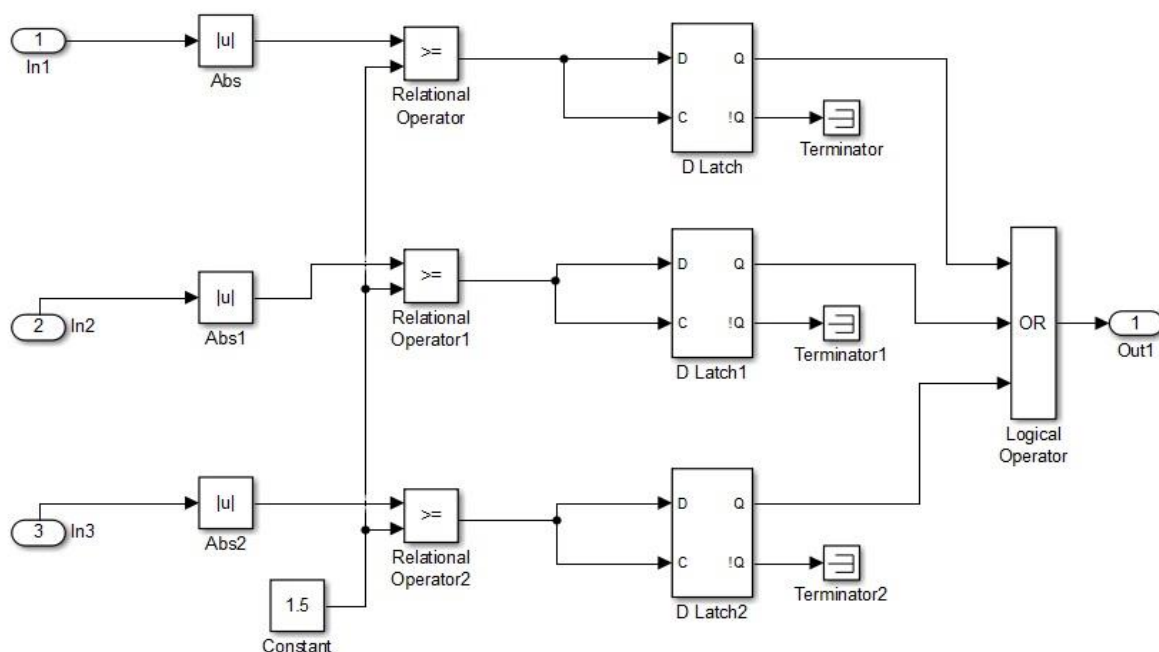 1
In1
|u|
Abs
>=
Relational
Operator
D
Q
C
!Q
D Latch
Terminator
2
In2
|u|
Abs1
>=
Relational
Operator1
D
Q
C
!Q
D Latch1
Terminator1
OR
Logical
Operator
1
Out1
3
In3
|u|
Abs2
>=
Relational
Operator2
D
Q
C
!Q
D Latch2
Terminator2
1.5
Constant